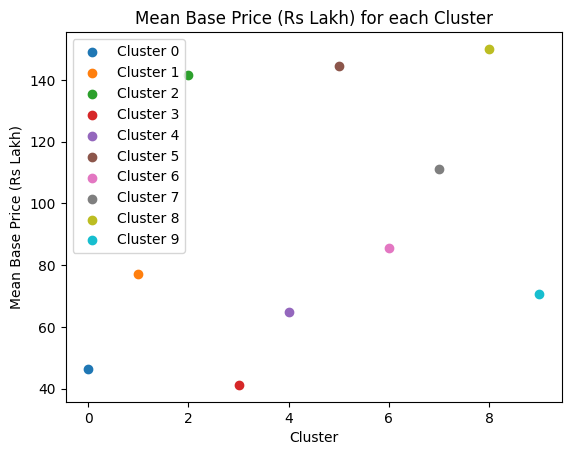 Mean Base Price (Rs Lakh) for each Cluster
Mean Base Price (Rs Lakh)
140
120
100
80
60
40
Cluster 0
Cluster 1
Cluster 2
Cluster 3
Cluster 4
Cluster 5
Cluster 6
Cluster 7
Cluster 8
Cluster 9
0 2 4 6 8
Cluster